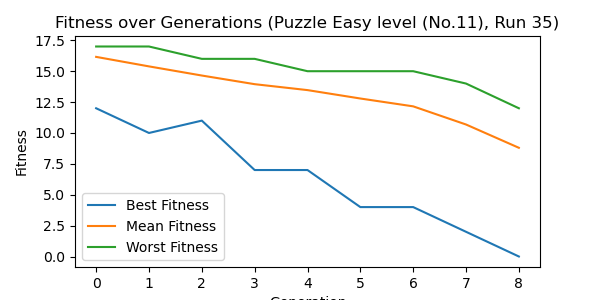 Fitness over Generations (Puzzle Easy level (No.11), Run 35)
17.5
15.0
12.5
10.0
7.5
5.0
2.5
0.0
Fitness
Best Fitness
Mean Fitness
Worst Fitness
0 1 2 3 4 5 6 7 8
Generation